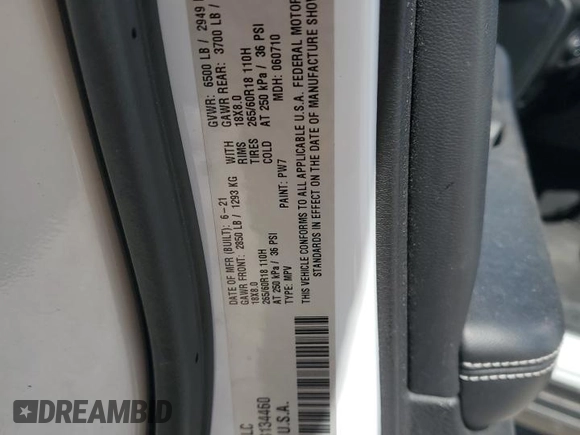 LC
134460
U.S.A.
DATE OF MFR (BUILT): 6-21 GVWR: 6500 LB / 2949
GAWR FRONT: 2850 LB / 1293 KG WITH GAWR REAR: 3700 LB /
18X8.0 RIMS 18X8.0
265/60R18 110H TIRES 265/60R18 110H
AT 250 kPa / 36 PSI COLD AT 250 kPa / 36 PSI
TYPE: MPV PAINT: PW7 MDH: 060710
THIS VEHICLE CONFORMS TO ALL APPLICABLE U.S.A. FEDERAL MOTOR
STANDARDS IN EFFECT ON THE DATE OF MANUFACTURE SHOW
DREAMBID
DREAMBID